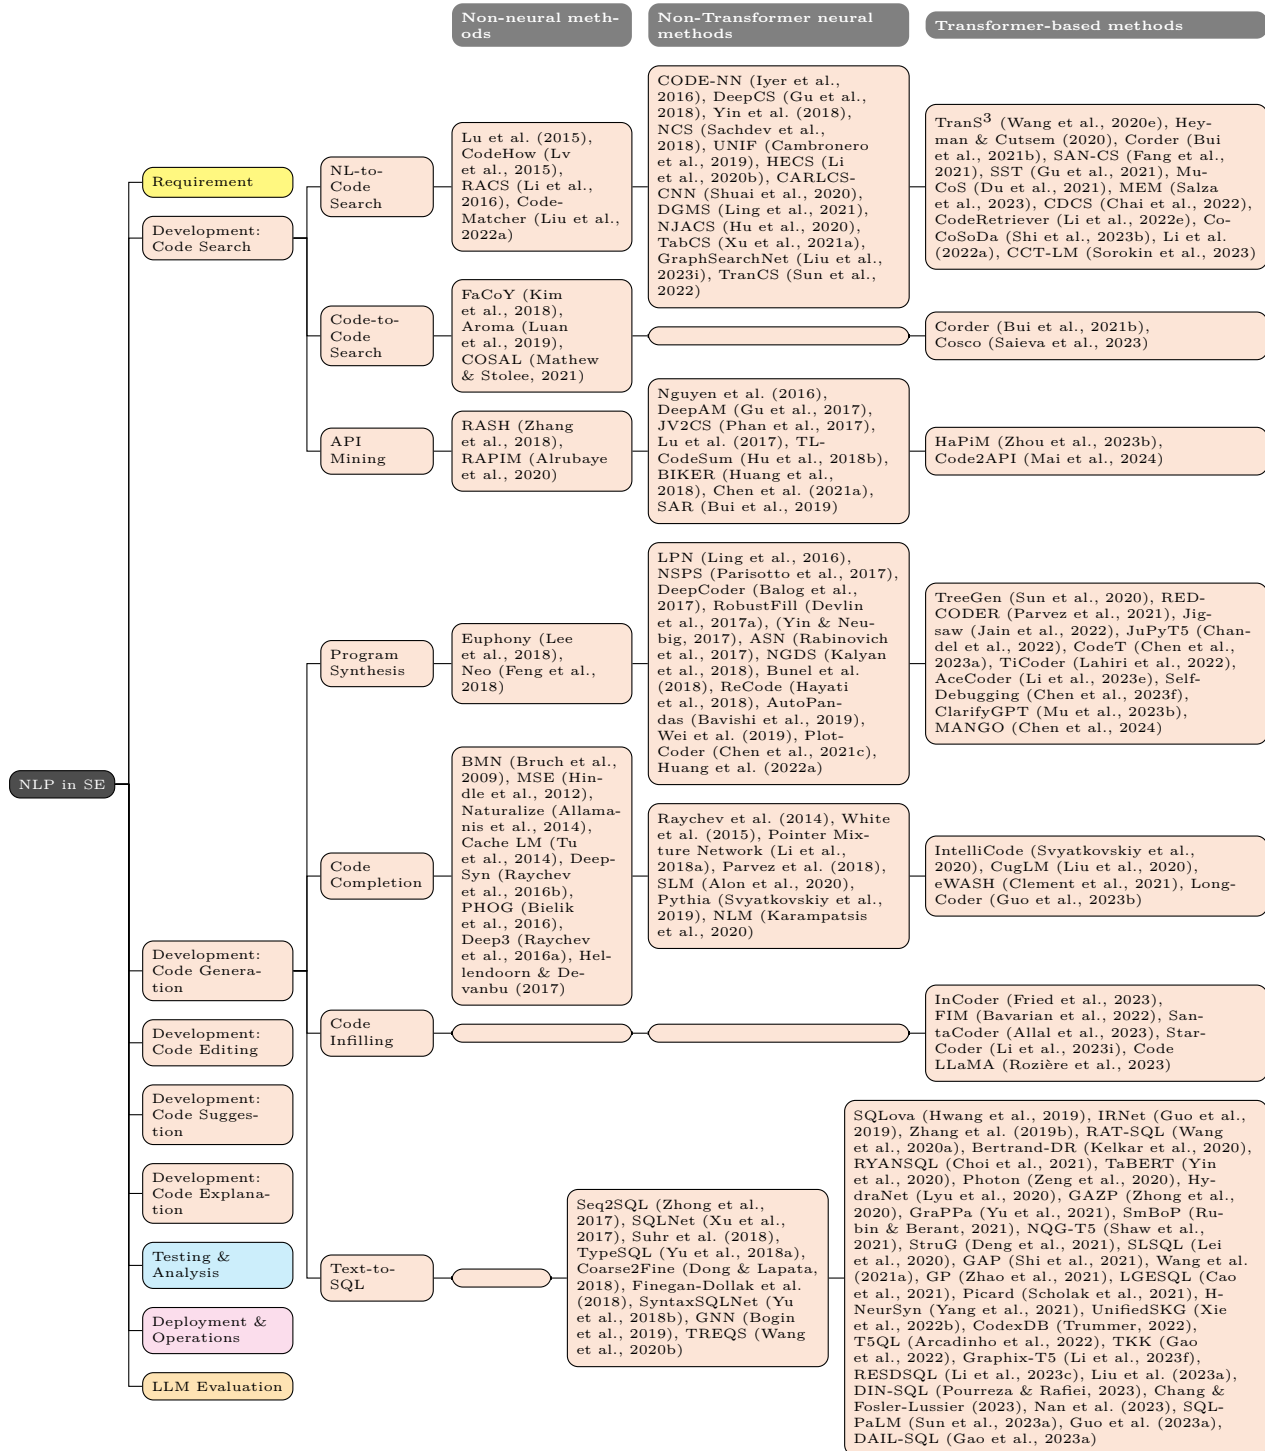 Non-neural meth-
ods
Non-Transformer neural
methods
Transformer-based methods
NLP in SE
Requirement
Development:
Code Search
NL-to-
Code
Search
Lu et al. (2015),
CodeHow (Lv
et al., 2015),
RACS (Li et al.,
2016), Code-
Matcher (Liu et al.,
2022a)
CODE-NN (Iyer et al.,
2016), DeepCS (Gu et al.,
2018), Yin et al. (2018),
NCS (Sachdev et al.,
2018), UNIF (Cambronero
et al., 2019), HECS (Li
et al., 2020b), CARLCS-
CNN (Shuai et al., 2020),
DGMS (Ling et al., 2021),
NJACS (Hu et al., 2020),
TabCS (Xu et al., 2021a),
GraphSearchNet (Liu et al.,
2023i), TranCS (Sun et al.,
2022)
TranS3 (Wang et al., 2020e), Hey-
man & Cutsem (2020), Corder (Bui
et al., 2021b), SAN-CS (Fang et al.,
2021), SST (Gu et al., 2021), Mu-
CoS (Du et al., 2021), MEM (Salza
et al., 2023), CDCS (Chai et al., 2022),
CodeRetriever (Li et al., 2022e), Co-
CoSoDa (Shi et al., 2023b), Li et al.
(2022a), CCT-LM (Sorokin et al., 2023)
Code-to-
Code
Search
FaCoY (Kim
et al., 2018),
Aroma (Luan
et al., 2019),
COSAL (Mathew
& Stolee, 2021)
Corder (Bui et al., 2021b),
Cosco (Saieva et al., 2023)
API
Mining
RASH (Zhang
et al., 2018),
RAPIM (Alrubaye
et al., 2020)
Nguyen et al. (2016),
DeepAM (Gu et al., 2017),
JV2CS (Phan et al., 2017),
Lu et al. (2017), TL-
CodeSum (Hu et al., 2018b),
BIKER (Huang et al.,
2018), Chen et al. (2021a),
SAR (Bui et al., 2019)
HaPiM (Zhou et al., 2023b),
Code2API (Mai et al., 2024)
Development:
Code Genera-
tion
Program
Synthesis
Euphony (Lee
et al., 2018),
Neo (Feng et al.,
2018)
LPN (Ling et al., 2016),
NSPS (Parisotto et al., 2017),
DeepCoder (Balog et al.,
2017), RobustFill (Devlin
et al., 2017a), (Yin & Neu-
big, 2017), ASN (Rabinovich
et al., 2017), NGDS (Kalyan
et al., 2018), Bunel et al.
(2018), ReCode (Hayati
et al., 2018), AutoPan-
das (Bavishi et al., 2019),
Wei et al. (2019), Plot-
Coder (Chen et al., 2021c),
Huang et al. (2022a)
TreeGen (Sun et al., 2020), RED-
CODER (Parvez et al., 2021), Jig-
saw (Jain et al., 2022), JuPyT5 (Chan-
del et al., 2022), CodeT (Chen et al.,
2023a), TiCoder (Lahiri et al., 2022),
AceCoder (Li et al., 2023e), Self-
Debugging (Chen et al., 2023f),
ClarifyGPT (Mu et al., 2023b),
MANGO (Chen et al., 2024)
Code
Completion
BMN (Bruch et al.,
2009), MSE (Hin-
dle et al., 2012),
Naturalize (Allama-
nis et al., 2014),
Cache LM (Tu
et al., 2014), Deep-
Syn (Raychev
et al., 2016b),
PHOG (Bielik
et al., 2016),
Deep3 (Raychev
et al., 2016a), Hel-
lendoorn & De-
vanbu (2017)
Raychev et al. (2014), White
et al. (2015), Pointer Mix-
ture Network (Li et al.,
2018a), Parvez et al. (2018),
SLM (Alon et al., 2020),
Pythia (Svyatkovskiy et al.,
2019), NLM (Karampatsis
et al., 2020)
IntelliCode (Svyatkovskiy et al.,
2020), CugLM (Liu et al., 2020),
eWASH (Clement et al., 2021), Long-
Coder (Guo et al., 2023b)
Code
Infilling
InCoder (Fried et al., 2023),
FIM (Bavarian et al., 2022), San-
taCoder (Allal et al., 2023), Star-
Coder (Li et al., 2023i), Code
LLaMA (Rozière et al., 2023)
Text-to-
SQL
Seq2SQL (Zhong et al.,
2017), SQLNet (Xu et al.,
2017), Suhr et al. (2018),
TypeSQL (Yu et al., 2018a),
Coarse2Fine (Dong & Lapata,
2018), Finegan-Dollak et al.
(2018), SyntaxSQLNet (Yu
et al., 2018b), GNN (Bogin
et al., 2019), TREQS (Wang
et al., 2020b)
SQLova (Hwang et al., 2019), IRNet (Guo et al.,
2019), Zhang et al. (2019b), RAT-SQL (Wang
et al., 2020a), Bertrand-DR (Kelkar et al., 2020),
RYANSQL (Choi et al., 2021), TaBERT (Yin
et al., 2020), Photon (Zeng et al., 2020), Hy-
draNet (Lyu et al., 2020), GAZP (Zhong et al.,
2020), GraPPa (Yu et al., 2021), SmBoP (Ru-
bin & Berant, 2021), NQG-T5 (Shaw et al.,
2021), StruG (Deng et al., 2021), SLSQL (Lei
et al., 2020), GAP (Shi et al., 2021), Wang et al.
(2021a), GP (Zhao et al., 2021), LGESQL (Cao
et al., 2021), Picard (Scholak et al., 2021), H-
NeurSyn (Yang et al., 2021), UnifiedSKG (Xie
et al., 2022b), CodexDB (Trummer, 2022),
T5QL (Arcadinho et al., 2022), TKK (Gao
et al., 2022), Graphix-T5 (Li et al., 2023f),
RESDSQL (Li et al., 2023c), Liu et al. (2023a),
DIN-SQL (Pourreza & Rafiei, 2023), Chang &
Fosler-Lussier (2023), Nan et al. (2023), SQL-
PaLM (Sun et al., 2023a), Guo et al. (2023a),
DAIL-SQL (Gao et al., 2023a)
Development:
Code Editing
Development:
Code Sugges-
tion
Development:
Code Explana-
tion
Testing &
Analysis
Deployment &
Operations
LLM Evaluation